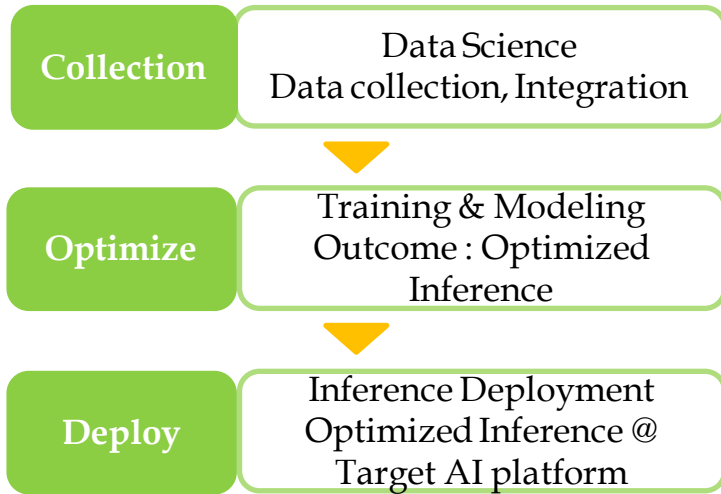 Collection
Data Science
Data collection, Integration
Optimize
Training & Modeling
Outcome : Optimized
Inference
Deploy
Inference Deployment
Optimized Inference @
Target AI platform